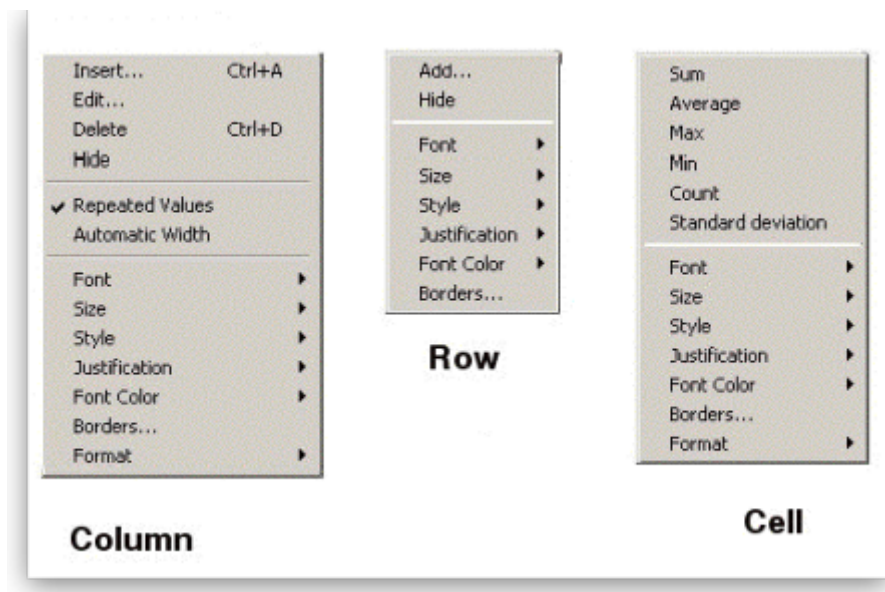 Insert... Ctrl+A
Edit...
Delete Ctrl+D
Hide
Repeated Values
Automatic Width
Font
Size
Style
Justification
Font Color
Borders...
Format
Column
Add...
Hide
Font
Size
Style
Justification
Font Color
Borders...
Row
Sum
Average
Max
Min
Count
Standard deviation
Font
Size
Style
Justification
Font Color
Borders...
Format
Cell